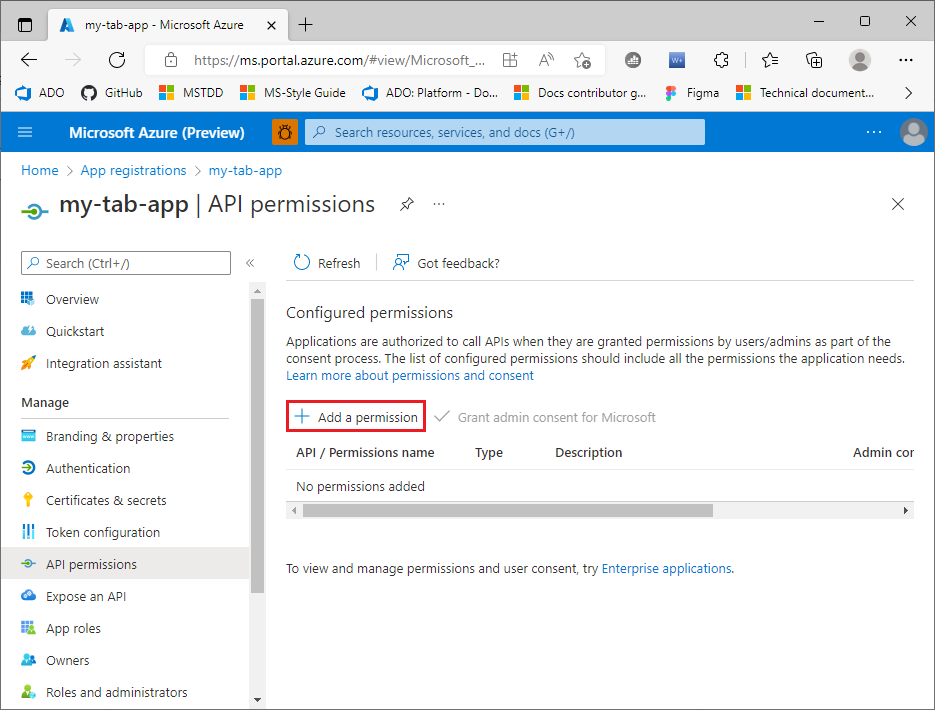 my-tab-app - Microsoft Azure
https://ms.portal.azure.com/#view/Microsoft_...
ADO GitHub MSTDD MS-Style Guide ADO: Platform - Do... Docs contributor g... Figma Technical document...
Microsoft Azure (Preview) Search resources, services, and docs (G+/) ...
Home > App registrations > my-tab-app
my-tab-app | API permissions ...
Search (Ctrl+/) «
Overview
Quickstart
Integration assistant
Manage
Branding & properties
Authentication
Certificates & secrets
Token configuration
API permissions
Expose an API
App roles
Owners
Roles and administrators
Refresh Got feedback?
Configured permissions
Applications are authorized to call APIs when they are granted permissions by users/admins as part of the
consent process. The list of configured permissions should include all the permissions the application needs.
Learn more about permissions and consent
Add a permission Grant admin consent for Microsoft
API / Permissions name Type Description Admin cor
No permissions added
To view and manage permissions and user consent, try Enterprise applications.